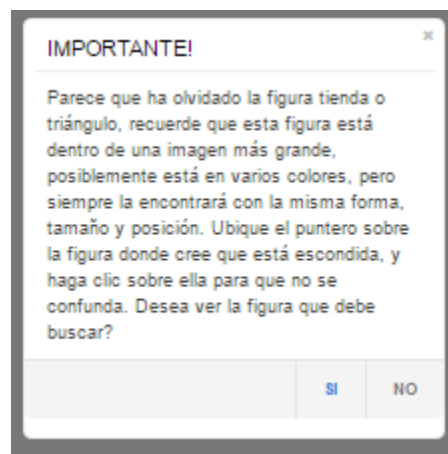 IMPORTANTE!
Parece que ha olvidado la figura tienda o
triángulo, recuerde que esta figura está
dentro de una imagen más grande,
posiblemente está en varios colores, pero
siempre la encontrará con la misma forma,
tamaño y posición. Ubique el puntero sobre
la figura donde cree que está escondida, y
haga clic sobre ella para que no se
confunda. Desea ver la figura que debe
buscar?
SI NO